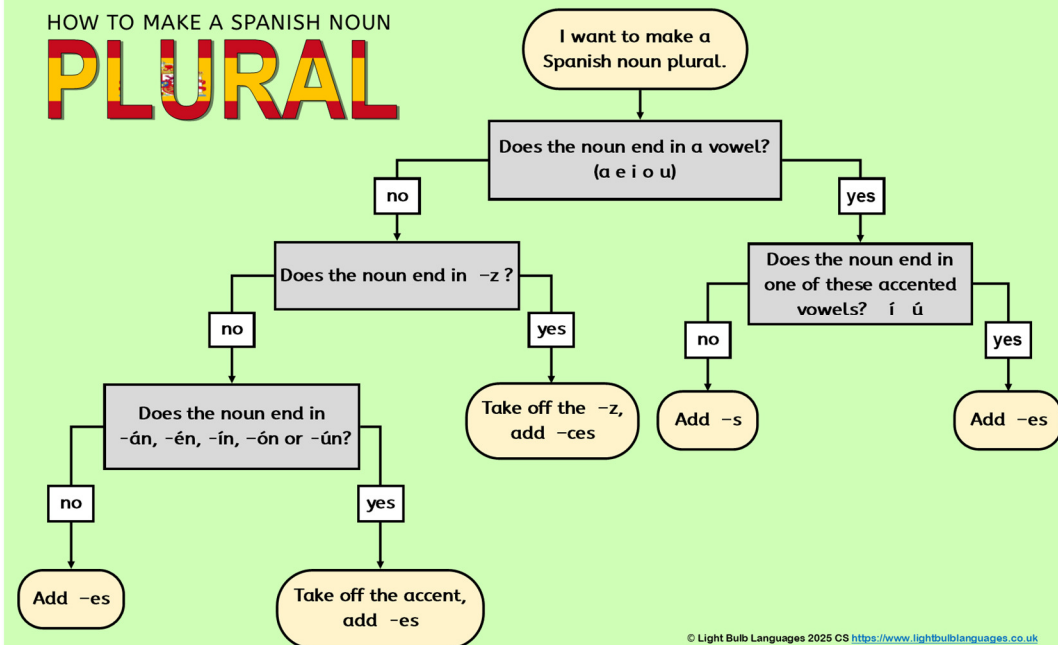 HOW TO MAKE A SPANISH NOUN
PLURAL
I want to make a
Spanish noun plural.
Does the noun end in a vowel?
(a e i o u)
no
yes
Does the noun end in -z ?
Does the noun end in
one of these accented
vowels? í ú
no
yes
no
yes
Does the noun end in
-án, -én, -ín, -ón or -ún?
Take off the -z,
add -ces
Add -s
Add -es
no
yes
Add -es
Take off the accent,
add -es
© Light Bulb Languages 2025 CS https://www.lightbulblanguages.co.uk